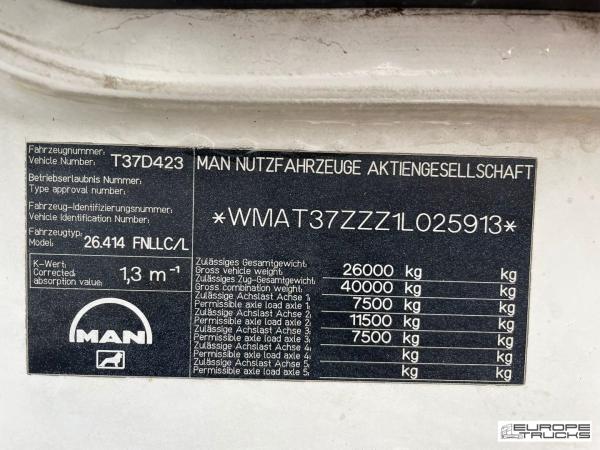 Fahrzeugnummer:
Vehicle Number: T37D423
MAN NUTZFAHRZEUGE AKTIENGESELLSCHAFT
Betriebserlaubnis Nummer:
Type approval number:
Fahrzeug-Identifizierungsnummer:
Vehicle Identification Number:
*WMAT37ZZZ1L025913*
Fahrzeugtyp:
Model: 26.414 FNLLC/L
K-Wert:
Corrected
absorption value: 1,3 m⁻¹
MAN
Zulässiges Gesamtgewicht:
Gross vehicle weight: 26000 kg kg
Zulässiges Zug-Gesamtgewicht:
Gross combination weight: 40000 kg kg
Zulässige Achslast Achse 1:
Permissible axle load axle 1: 7500 kg kg
Zulässige Achslast Achse 2:
Permissible axle load axle 2: 11500 kg kg
Zulässige Achslast Achse 3:
Permissible axle load axle 3: 7500 kg kg
Zulässige Achslast Achse 4:
Permissible axle load axle 4: kg kg
Zulässige Achslast Achse 5:
Permissible axle load axle 5: kg kg
EUROPE
TRUCKS